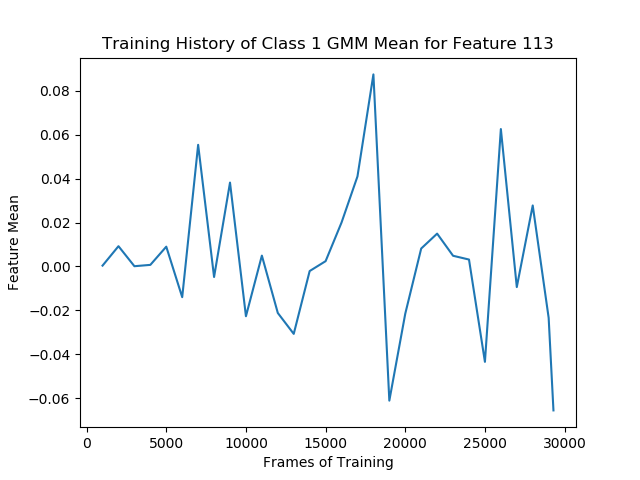 Training History of Class 1 GMM Mean for Feature 113
0.08
0.06
0.04
0.02
0.00
−0.02
−0.04
−0.06
Feature Mean
0 5000 10000 15000 20000 25000 30000
Frames of Training